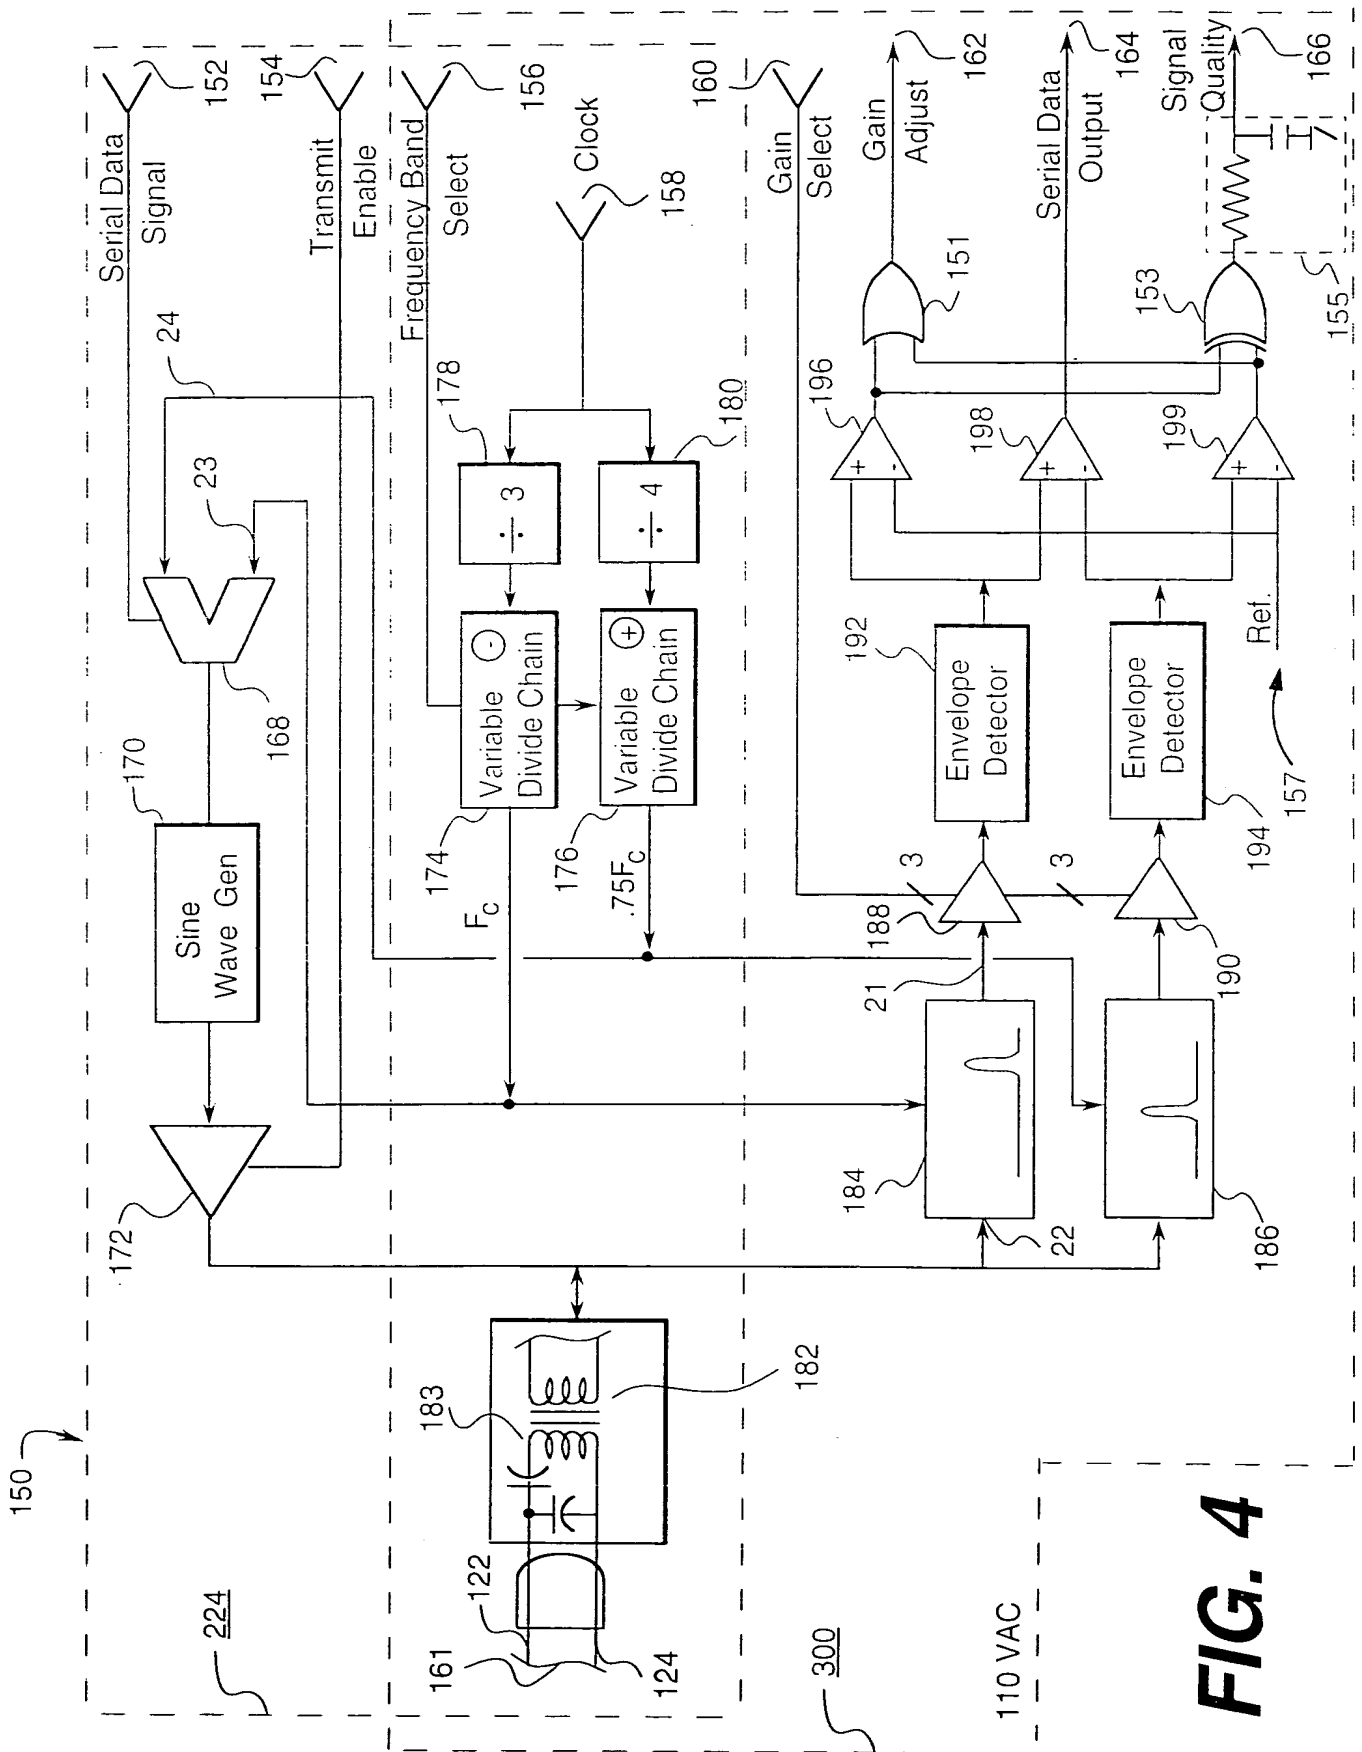 150
224
152
Serial Data
Signal
24
23
168
170
Sine
Wave Gen
172
154
Transmit
Enable
156
Frequency Band
Select
Clock
158
178
÷ 3
180
÷ 4
Variable -
Divide Chain
174
Variable +
Divide Chain
176
Fc
.75Fc
183
182
122
161
124
160
Gain
Select
162
Gain
Adjust
164
Serial Data
Output
Signal
Quality
166
151
153
155
196
+
-
198
+
-
199
+
-
192
Envelope
Detector
Envelope
Detector
194
Ref.
157
3
3
188
190
21
184
22
186
300
110 VAC
FIG. 4